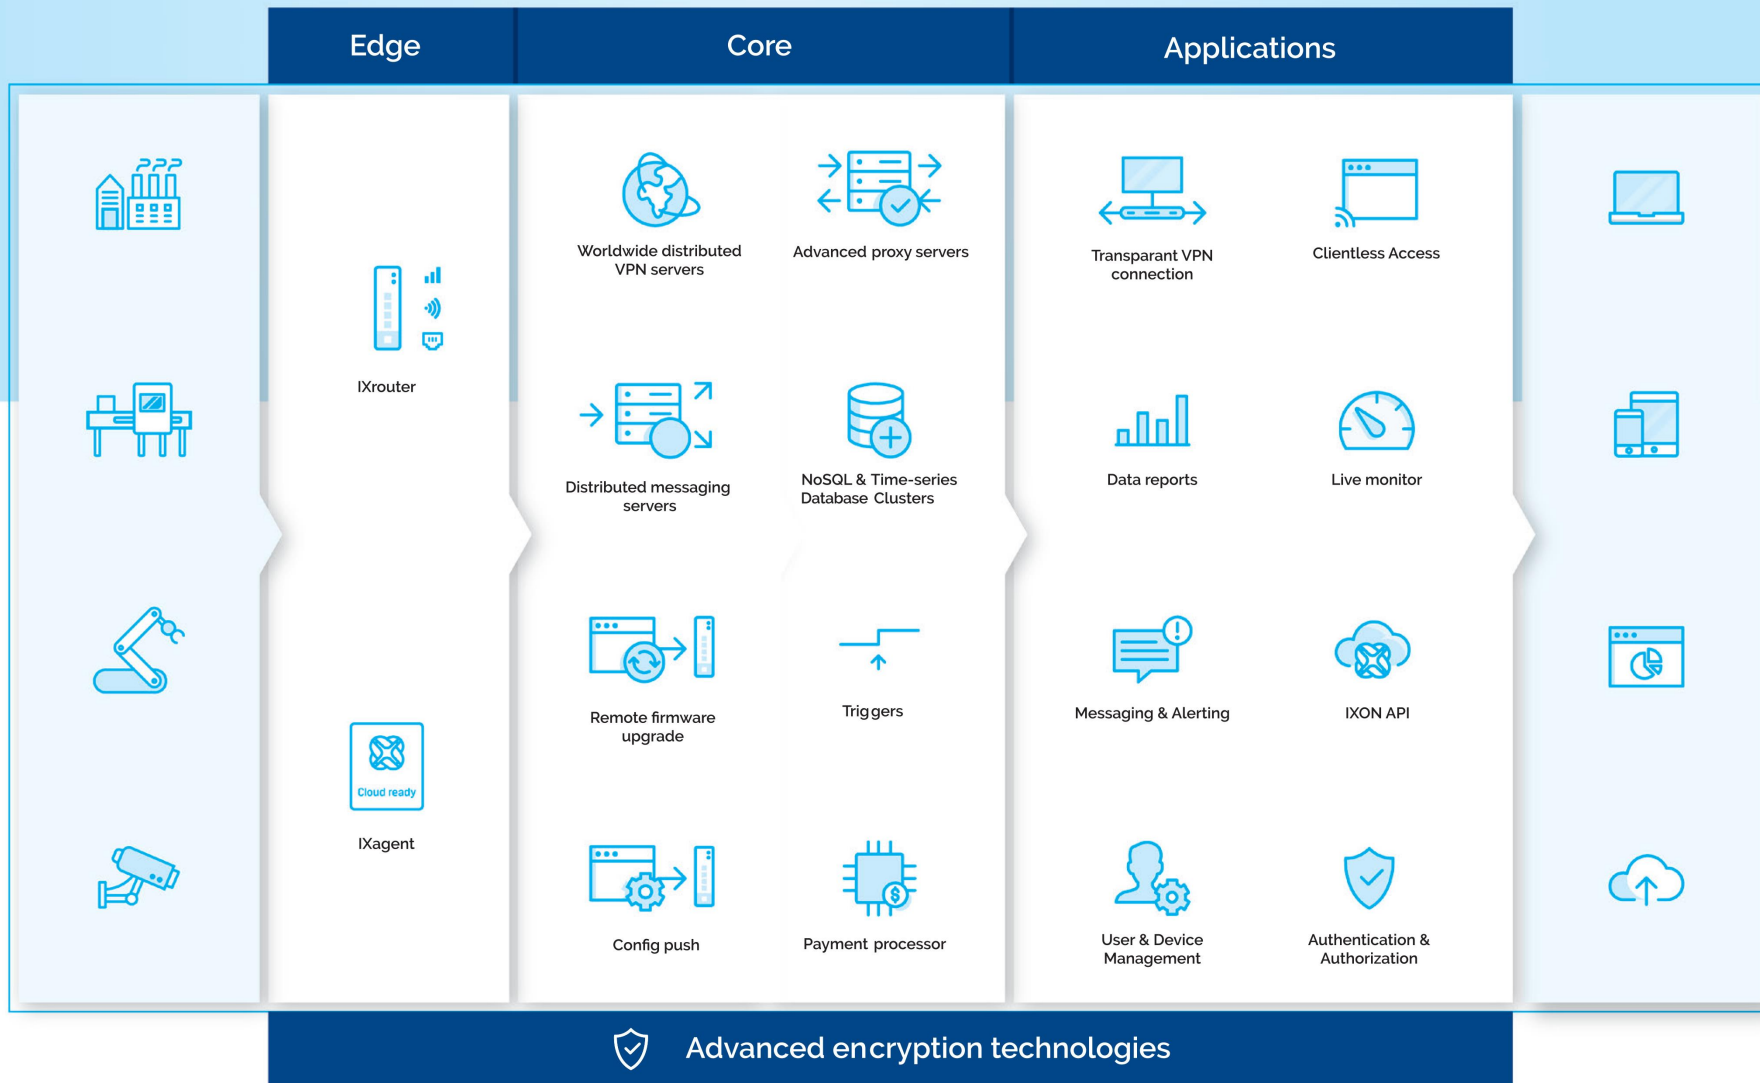 Edge
Core
Applications
IXrouter
Cloud ready
IXagent
Worldwide distributed
VPN servers
Advanced proxy servers
Distributed messaging
servers
NoSQL & Time-series
Database Clusters
Remote firmware
upgrade
Triggers
Config push
Payment processor
Transparant VPN
connection
Clientless Access
Data reports
Live monitor
Messaging & Alerting
IXON API
User & Device
Management
Authentication &
Authorization
Advanced encryption technologies